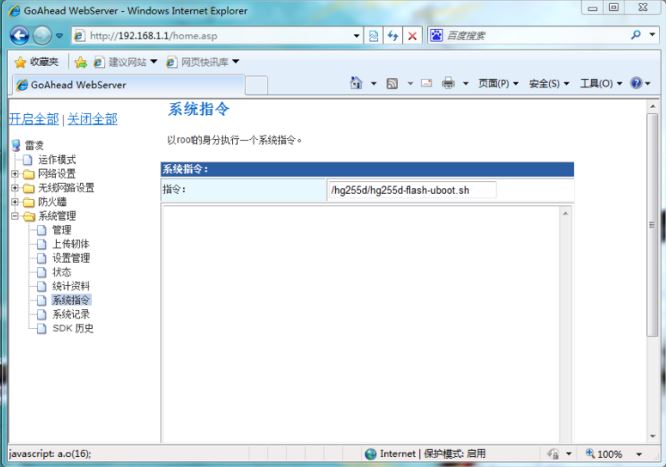 GoAhead WebServer - Windows Internet Explorer
http://192.168.1.1/home.asp
百度搜索
收藏夹
建议网站
网页快讯库
GoAhead WebServer
页面(P)
安全(S)
工具(O)
开启全部 | 关闭全部
雷凌
运作模式
网络设置
无线网路设置
防火墙
系统管理
管理
上传韧体
设置管理
状态
统计资料
系统指令
系统记录
SDK 历史
系统指令
以root的身分执行一个系统指令。
系统指令:
指令:
/hg255d/hg255d-flash-uboot.sh
javascript: a.o(16);
Internet | 保护模式: 启用
100%